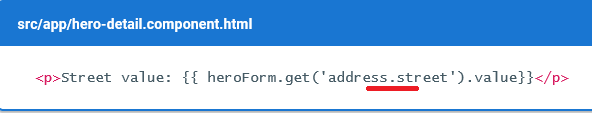 src/app/hero-detail.component.html
<p>Street value: {{ heroForm.get('address.street').value}}</p>